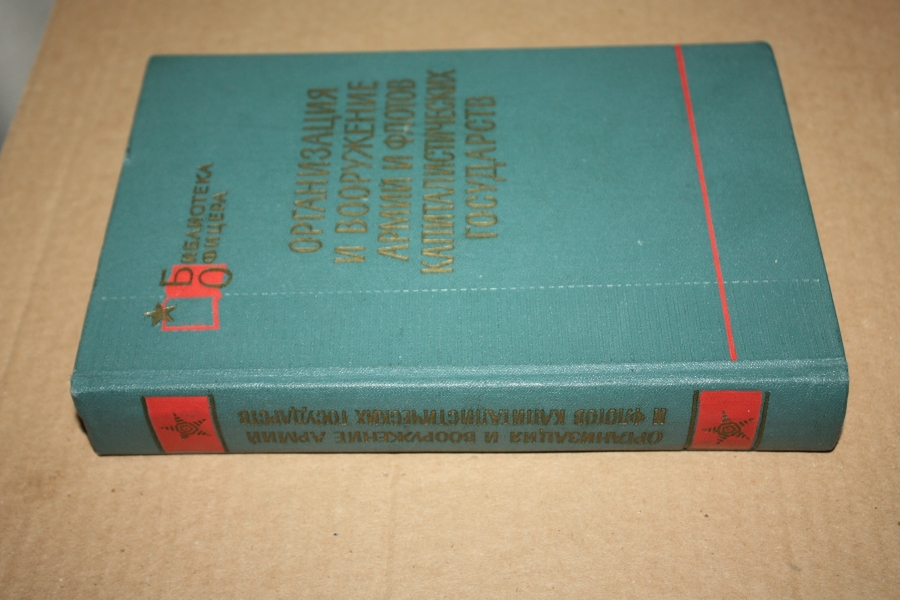 БИБЛИОТЕКА
ОФИЦЕРА
ОРГАНИЗАЦИЯ
И ВООРУЖЕНИЕ
АРМИЙ И ФЛОТОВ
КАПИТАЛИСТИЧЕСКИХ
ГОСУДАРСТВ
ОРГАНИЗАЦИЯ И ВООРУЖЕНИЕ АРМИЙ
И ФЛОТОВ КАПИТАЛИСТИЧЕСКИХ ГОСУДАРСТВ